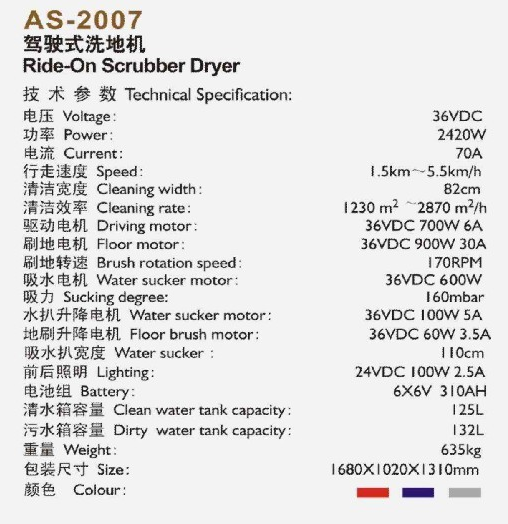 AS-2007
驾驶式洗地机
Ride-On Scrubber Dryer
技 术 参 数 Technical Specification:
电压 Voltage: 36VDC
功率 Power: 2420W
电流 Current: 70A
行走速度 Speed: 1.5km~5.5km/h
清洁宽度 Cleaning width: 82cm
清洁效率 Cleaning rate: 1230 m² ~2870 m²/h
驱动电机 Driving motor: 36VDC 700W 6A
刷地电机 Floor motor: 36VDC 900W 30A
刷地转速 Brush rotation speed: 170RPM
吸水电机 Water sucker motor: 36VDC 600W
吸力 Sucking degree: 160mbar
水扒升降电机 Water sucker motor: 36VDC 100W 5A
地刷升降电机 Floor brush motor: 36VDC 60W 3.5A
吸水扒宽度 Water sucker : 110cm
前后照明 Lighting: 24VDC 100W 2.5A
电池组 Battery: 6X6V 310AH
清水箱容量 Clean water tank capacity: 125L
污水箱容量 Dirty water tank capacity: 132L
重量 Weight: 635kg
包装尺寸 Size: 1680X1020X1310mm
颜色 Colour: